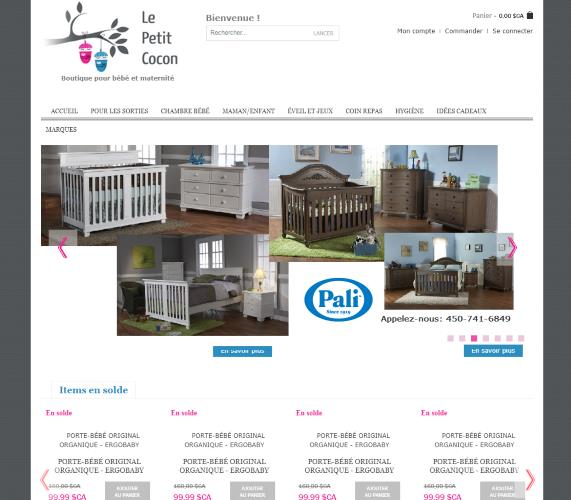 Le
Petit
Cocon
Boutique pour bébé et maternité
Bienvenue !
Rechercher...
LANCER
Panier - 0,00 $CA
Mon compte
Commander
Se connecter
ACCUEIL
POUR LES SORTIES
CHAMBRE BÉBÉ
MAMAN/ENFANT
ÉVEIL ET JEUX
COIN REPAS
HYGIÈNE
IDÉES CADEAUX
MARQUES
Pali
Since 1919
Appelez-nous: 450-741-6849
En savoir plus
En savoir plus
Items en solde
En solde
En solde
En solde
En solde
PORTE-BÉBÉ ORIGINAL
ORGANIQUE - ERGOBABY
PORTE-BÉBÉ ORIGINAL
ORGANIQUE - ERGOBABY
PORTE-BÉBÉ ORIGINAL
ORGANIQUE - ERGOBABY
PORTE-BÉBÉ ORIGINAL
ORGANIQUE - ERGOBABY
PORTE-BÉBÉ ORIGINAL
ORGANIQUE - ERGOBABY
PORTE-BÉBÉ ORIGINAL
ORGANIQUE - ERGOBABY
PORTE-BÉBÉ ORIGINAL
ORGANIQUE - ERGOBABY
PORTE-BÉBÉ ORIGINAL
ORGANIQUE - ERGOBABY
160,00 $CA
99,99 $CA
AJOUTER
AU PANIER
160,00 $CA
99,99 $CA
AJOUTER
AU PANIER
160,00 $CA
99,99 $CA
AJOUTER
AU PANIER
160,00 $CA
99,99 $CA
AJOUTER
AU PANIER